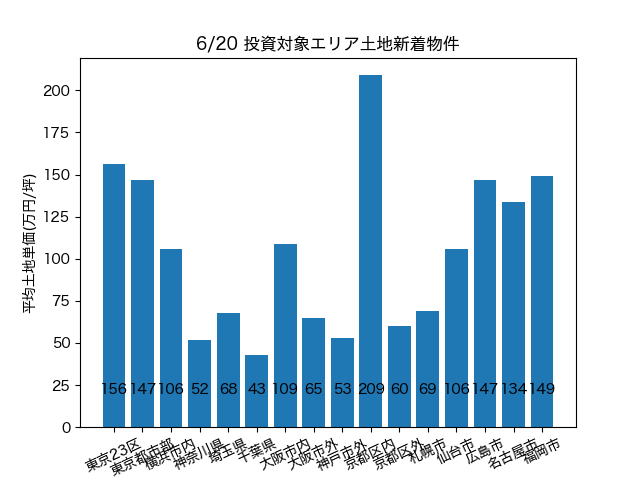 6/20 投資対象エリア土地新着物件
平均土地単価(万円/坪)
200
175
150
125
100
75
50
25
0
156 147 106 52 68 43 109 65 53 209 60 69 106 147 134 149
東京23区
東京都市部
横浜市内
神奈川県
埼玉県
千葉県
大阪市内
大阪市外
神戸市外
京都区内
京都区外
札幌市
仙台市
広島市
名古屋市
福岡市